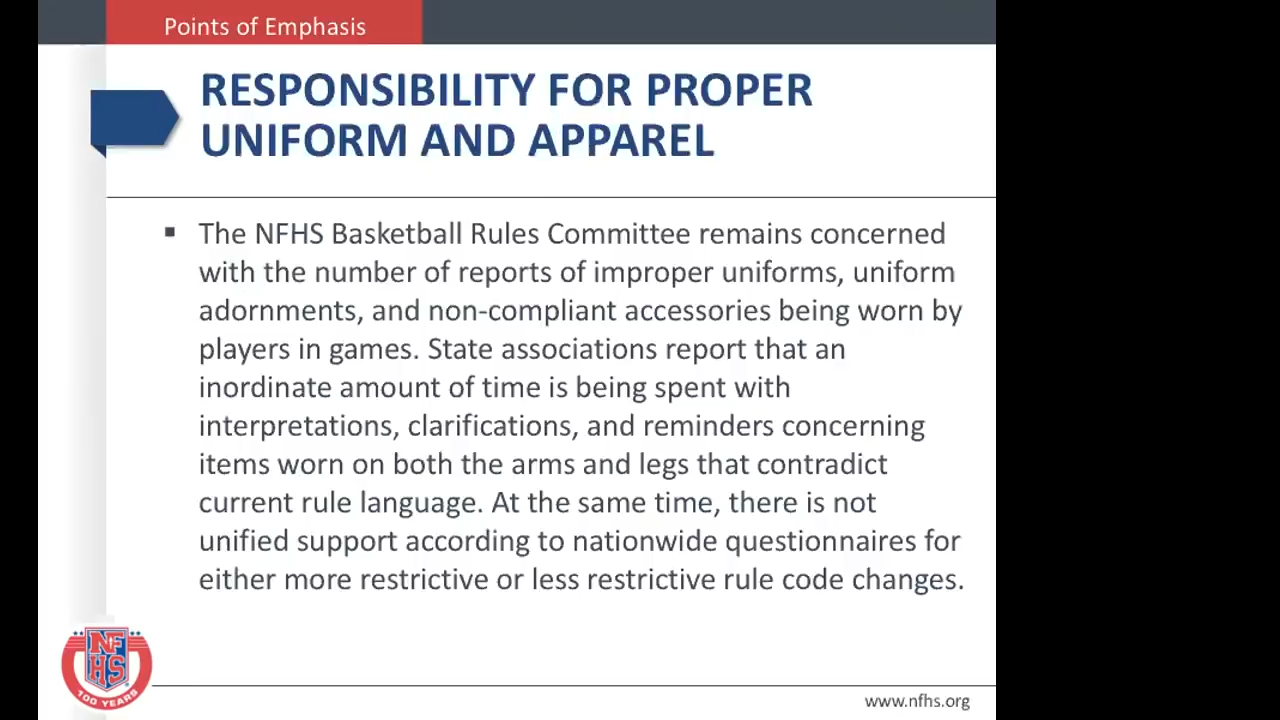 Points of Emphasis
RESPONSIBILITY FOR PROPER
UNIFORM AND APPAREL
▪ The NFHS Basketball Rules Committee remains concerned
with the number of reports of improper uniforms, uniform
adornments, and non-compliant accessories being worn by
players in games. State associations report that an
inordinate amount of time is being spent with
interpretations, clarifications, and reminders concerning
items worn on both the arms and legs that contradict
current rule language. At the same time, there is not
unified support according to nationwide questionnaires for
either more restrictive or less restrictive rule code changes.
NF
HS
100 YEARS
www.nfhs.org